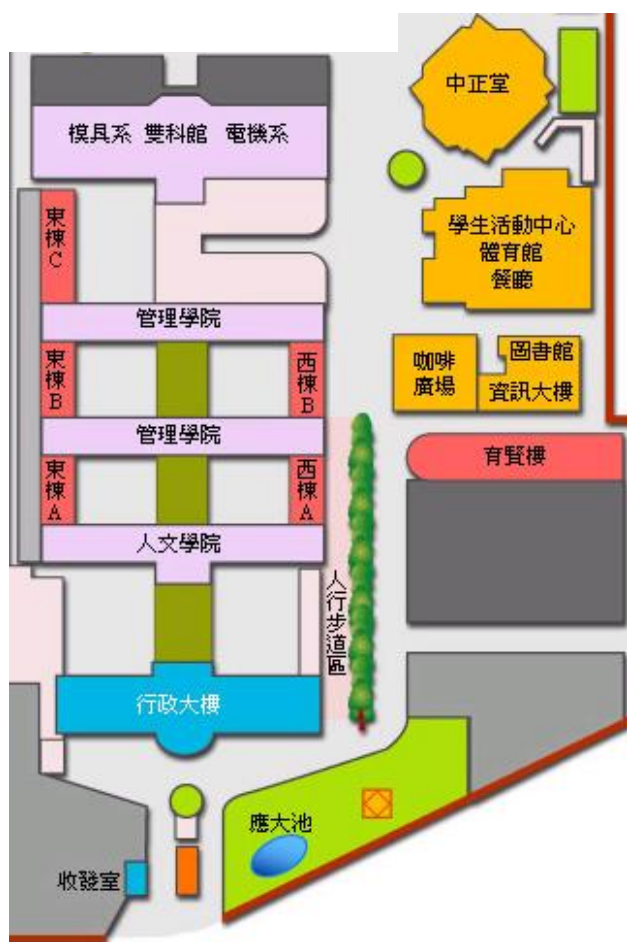 中正堂
模具系 雙科館 電機系
學生活動中心
體育館
餐廳
東棟C
管理學院
咖啡
廣場
圖書館
資訊大樓
東棟B
西棟B
管理學院
育賢樓
東棟A
西棟A
人文學院
人行步道區
行政大樓
應大池
收發室